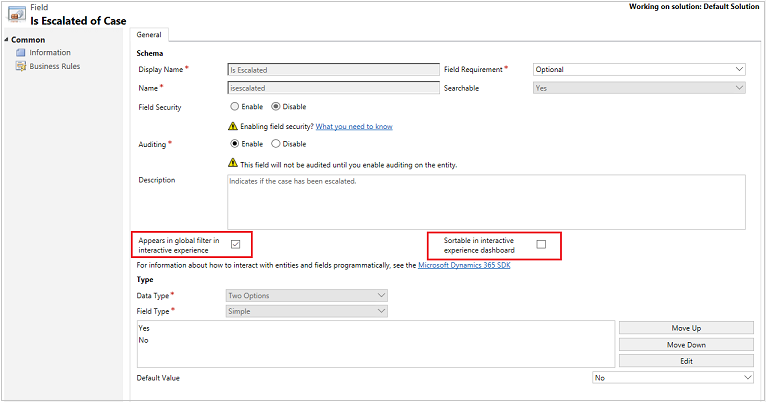 Field
Working on solution: Default Solution
Is Escalated of Case
Common
Information
Business Rules
General
Schema
Display Name * Is Escalated Field Requirement * Optional
Name * isescalated Searchable Yes
Field Security Enable Disable
Enabling field security? What you need to know
Auditing * Enable Disable
This field will not be audited until you enable auditing on the entity.
Description Indicates if the case has been escalated.
Appears in global filter in
interactive experience
Sortable in interactive
experience dashboard
For information about how to interact with entities and fields programmatically, see the Microsoft Dynamics 365 SDK
Type
Data Type * Two Options
Field Type * Simple
Yes
No
Move Up
Move Down
Edit
Default Value No